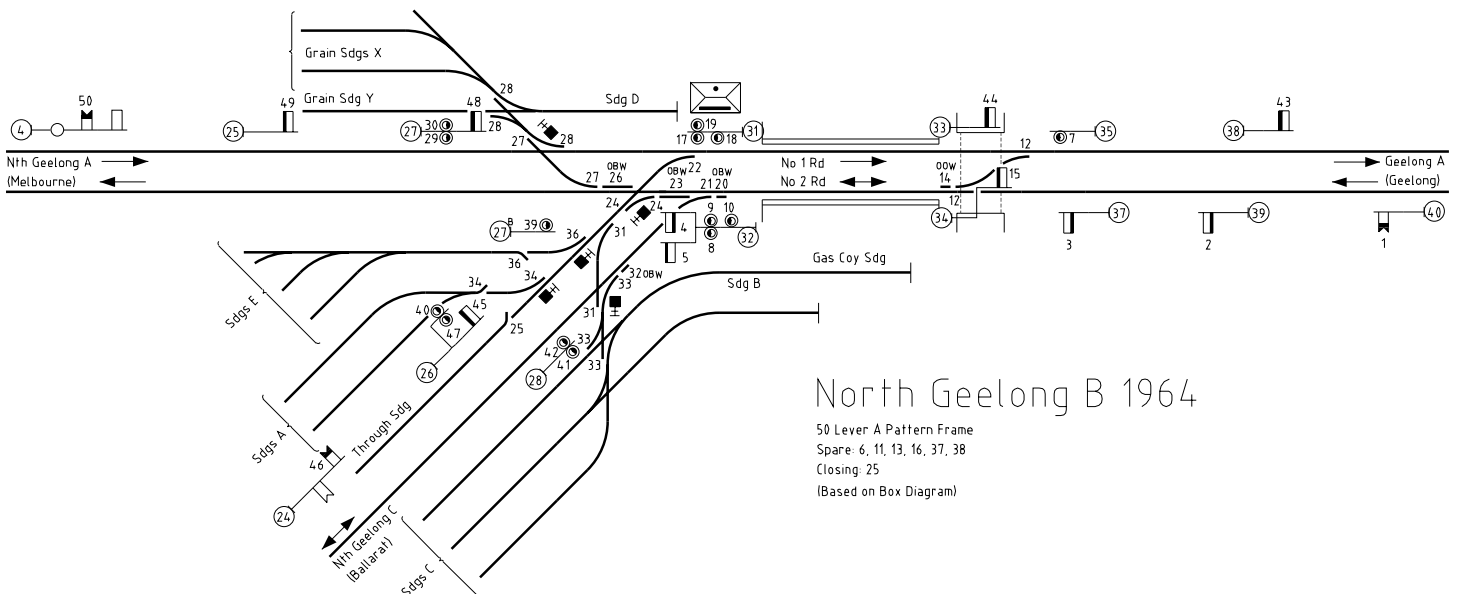 Grain Sdgs X
28
Grain Sdg Y
Sdg D
50
4
49
25
48
27
30
29
28
27
28
19
17
18
31
44
33
12
7
35
43
38
Nth Geelong A
(Melbourne)
No 1 Rd
No 2 Rd
Geelong A
(Geelong)
27
OBW
26
OBW
22
23
OBW
21 20
OOW
14
15
12
24
24
B
27
39
36
36
31
4
5
9
10
8
32
34
3
37
2
39
1
40
34
34
32 OBW
33
Gas Coy Sdg
Sdg B
Sdgs E
40
47
45
25
31
26
42
41
33
33
28
Sdgs A
Through Sdg
46
24
Nth Geelong C
(Ballarat)
Sdgs C
North Geelong B 1964
50 Lever A Pattern Frame
Spare: 6, 11, 13, 16, 37, 38
Closing: 25
(Based on Box Diagram)